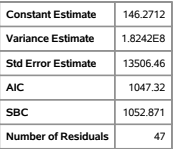 Constant Estimate 146.2712
Variance Estimate 1.8242E8
Std Error Estimate 13506.46
AIC 1047.32
SBC 1052.871
Number of Residuals 47